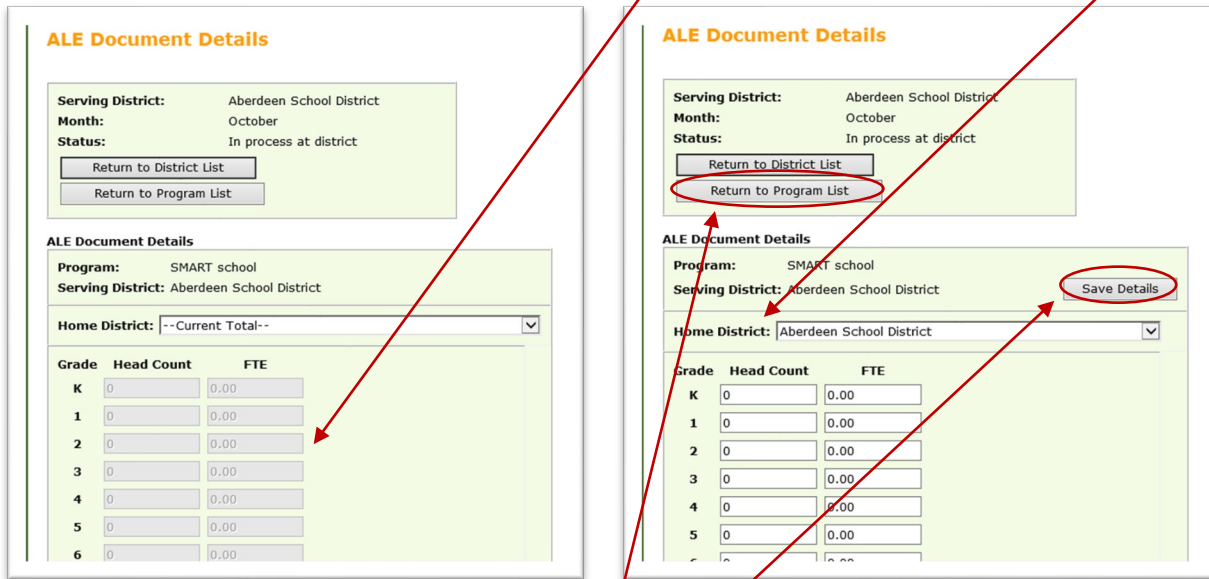 ALE Document Details
Serving District: Aberdeen School District
Month: October
Status: In process at district
Return to District List
Return to Program List
ALE Document Details
Program: SMART school
Serving District: Aberdeen School District
Home District: --Current Total--
Grade Head Count FTE
K 0 0.00
1 0 0.00
2 0 0.00
3 0 0.00
4 0 0.00
5 0 0.00
6 0 0.00
ALE Document Details
Serving District: Aberdeen School District
Month: October
Status: In process at district
Return to District List
Return to Program List
ALE Document Details
Program: SMART school
Serving District: Aberdeen School District Save Details
Home District: Aberdeen School District
Grade Head Count FTE
K 0 0.00
1 0 0.00
2 0 0.00
3 0 0.00
4 0 0.00
5 0 0.00